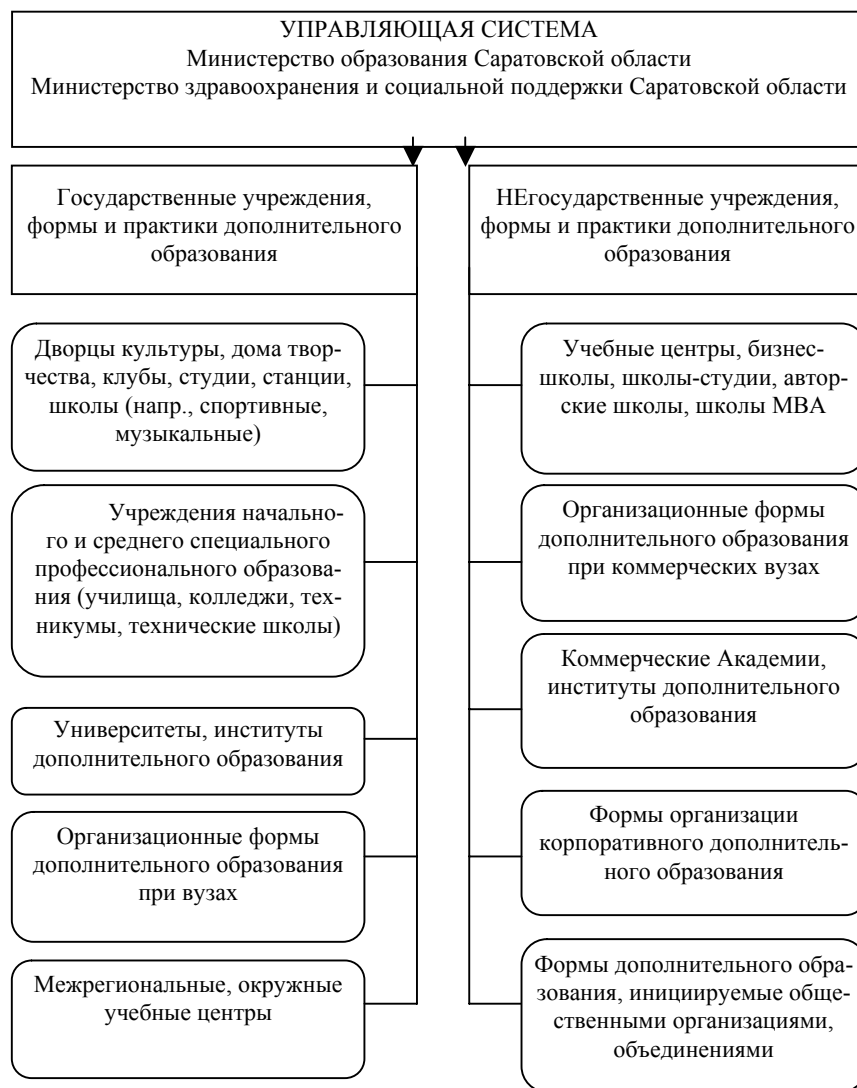 УПРАВЛЯЮЩАЯ СИСТЕМА
Министерство образования Саратовской области
Министерство здравоохранения и социальной поддержки Саратовской области
Государственные учреждения,
формы и практики дополнительного
образования
НЕгосударственные учреждения,
формы и практики дополнительного
образования
Дворцы культуры, дома твор-
чества, клубы, студии, станции,
школы (напр., спортивные,
музыкальные)
Учреждения начально-
го и среднего специального
профессионального образова-
ния (училища, колледжи, тех-
никумы, технические школы)
Университеты, институты
дополнительного образования
Организационные формы
дополнительного образования
при вузах
Межрегиональные, окружные
учебные центры
Учебные центры, бизнес-
школы, школы-студии, автор-
ские школы, школы МВА
Организационные формы
дополнительного образования
при коммерческих вузах
Коммерческие Академии,
институты дополнительного
образования
Формы организации
корпоративного дополнитель-
ного образования
Формы дополнительного обра-
зования, инициируемые обще-
ственными организациями,
объединениями